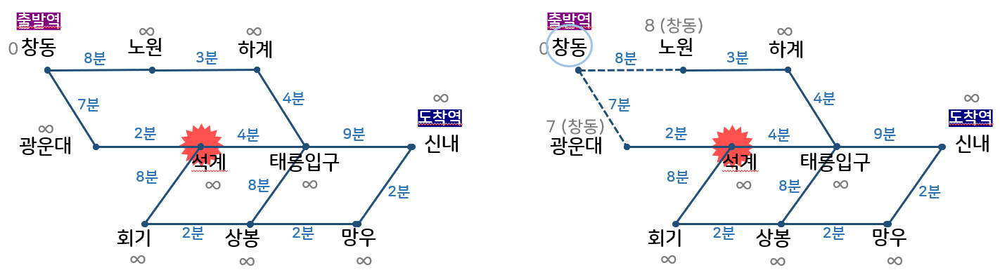 출발역
∞
∞
0 창동
노원
하계
8분
3분
7분
4분
∞
도착역
∞
광운대
2분
4분
9분
신내
석계
태릉입구
8분
∞
8분
∞
2분
회기
2분
상봉
2분
망우
∞
∞
∞
출발역
8 (창동)
∞
0 창동
노원
하계
8분
3분
7분
4분
∞
도착역
7 (창동)
광운대
2분
4분
9분
신내
석계
태릉입구
8분
∞
8분
∞
2분
회기
2분
상봉
2분
망우
∞
∞
∞